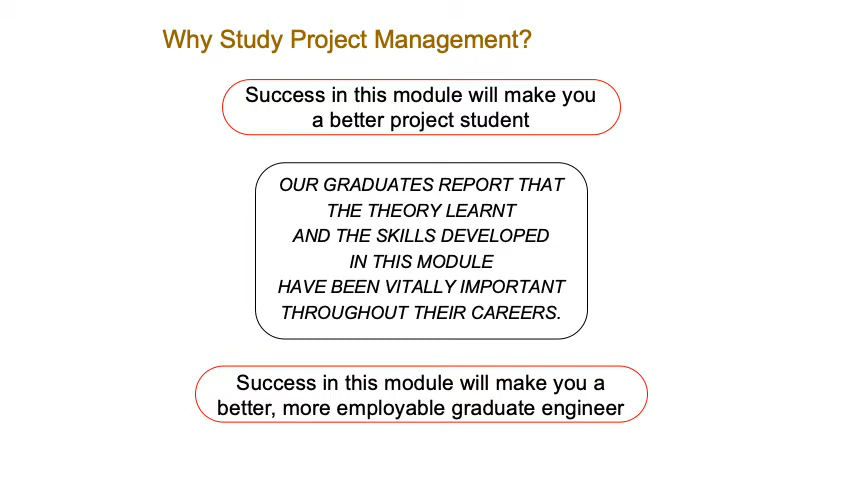 Why Study Project Management?
Success in this module will make you
a better project student
OUR GRADUATES REPORT THAT
THE THEORY LEARNT
AND THE SKILLS DEVELOPED
IN THIS MODULE
HAVE BEEN VITALLY IMPORTANT
THROUGHOUT THEIR CAREERS.
Success in this module will make you a
better, more employable graduate engineer